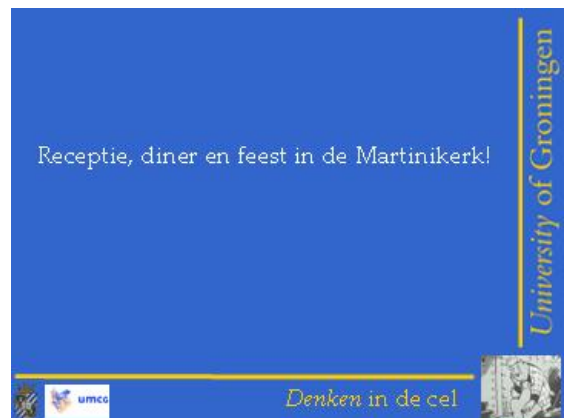 Receptie, diner en feest in de Martinikerk!
University of Groningen
umcg
Denken in de cel